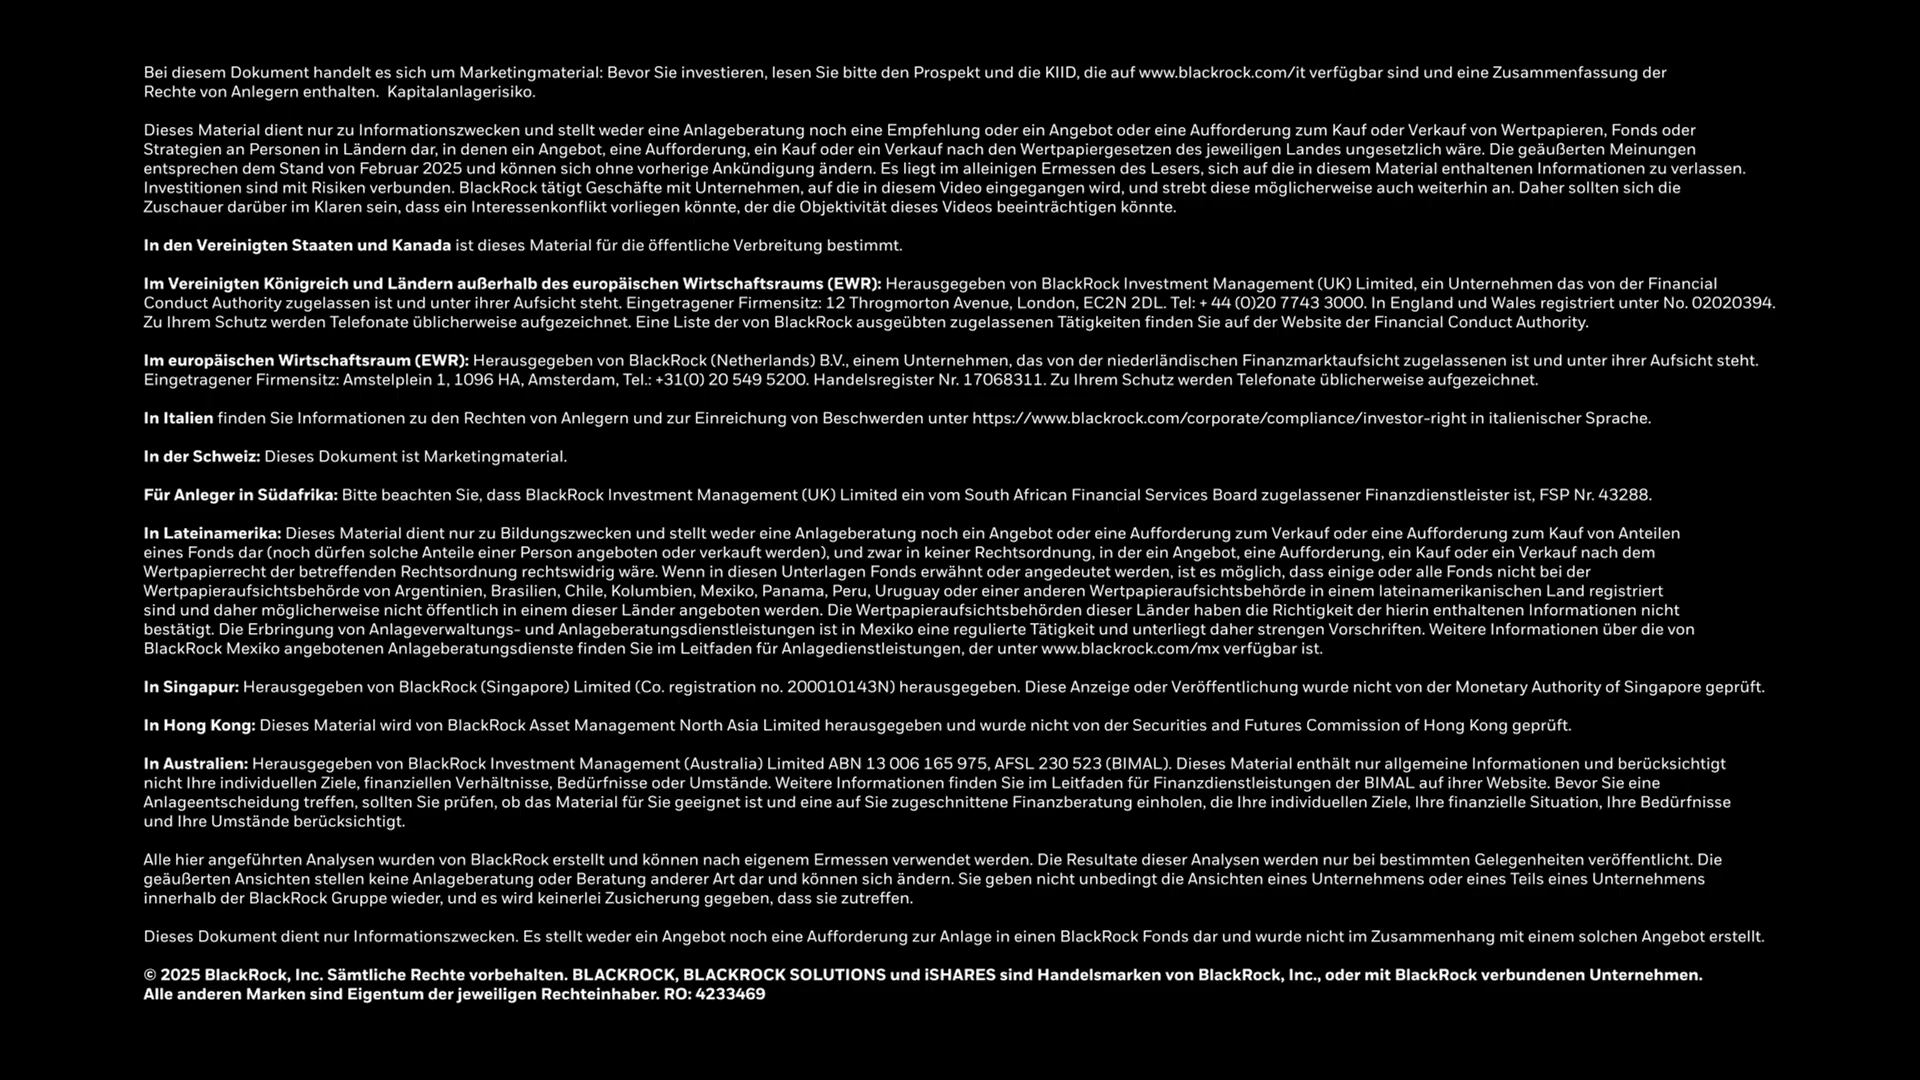 Bei diesem Dokument handelt es sich um Marketingmaterial: Bevor Sie investieren, lesen Sie bitte den Prospekt und die KIID, die auf www.blackrock.com/it verfügbar sind und eine Zusammenfassung der
Rechte von Anlegern enthalten.  Kapitalanlagerisiko.
Dieses Material dient nur zu Informationszwecken und stellt weder eine Anlageberatung noch eine Empfehlung oder ein Angebot oder eine Aufforderung zum Kauf oder Verkauf von Wertpapieren, Fonds oder
Strategien an Personen in Ländern dar, in denen ein Angebot, eine Aufforderung, ein Kauf oder ein Verkauf nach den Wertpapiergesetzen des jeweiligen Landes ungesetzlich wäre. Die geäußerten Meinungen
entsprechen dem Stand von Februar 2025 und können sich ohne vorherige Ankündigung ändern. Es liegt im alleinigen Ermessen des Lesers, sich auf die in diesem Material enthaltenen Informationen zu verlassen.
Investitionen sind mit Risiken verbunden. BlackRock tätigt Geschäfte mit Unternehmen, auf die in diesem Video eingegangen wird, und strebt diese möglicherweise auch weiterhin an. Daher sollten sich die
Zuschauer darüber im Klaren sein, dass ein Interessenkonflikt vorliegen könnte, der die Objektivität dieses Videos beeinträchtigen könnte.
In den Vereinigten Staaten und Kanada ist dieses Material für die öffentliche Verbreitung bestimmt.
Im Vereinigten Königreich und Ländern außerhalb des europäischen Wirtschaftsraums (EWR): Herausgegeben von BlackRock Investment Management (UK) Limited, ein Unternehmen das von der Financial
Conduct Authority zugelassen ist und unter ihrer Aufsicht steht. Eingetragener Firmensitz: 12 Throgmorton Avenue, London, EC2N 2DL. Tel: + 44 (0)20 7743 3000. In England und Wales registriert unter No. 02020394.
Zu Ihrem Schutz werden Telefonate üblicherweise aufgezeichnet. Eine Liste der von BlackRock ausgeübten zugelassenen Tätigkeiten finden Sie auf der Website der Financial Conduct Authority.
Im europäischen Wirtschaftsraum (EWR): Herausgegeben von BlackRock (Netherlands) B.V., einem Unternehmen, das von der niederländischen Finanzmarktaufsicht zugelassenen ist und unter ihrer Aufsicht steht.
Eingetragener Firmensitz: Amstelplein 1, 1096 HA, Amsterdam, Tel.: +31(0) 20 549 5200. Handelsregister Nr. 17068311. Zu Ihrem Schutz werden Telefonate üblicherweise aufgezeichnet.
In Italien finden Sie Informationen zu den Rechten von Anlegern und zur Einreichung von Beschwerden unter https://www.blackrock.com/corporate/compliance/investor-right in italienischer Sprache.
In der Schweiz: Dieses Dokument ist Marketingmaterial.
Für Anleger in Südafrika: Bitte beachten Sie, dass BlackRock Investment Management (UK) Limited ein vom South African Financial Services Board zugelassener Finanzdienstleister ist, FSP Nr. 43288.
In Lateinamerika: Dieses Material dient nur zu Bildungszwecken und stellt weder eine Anlageberatung noch ein Angebot oder eine Aufforderung zum Verkauf oder eine Aufforderung zum Kauf von Anteilen
eines Fonds dar (noch dürfen solche Anteile einer Person angeboten oder verkauft werden), und zwar in keiner Rechtsordnung, in der ein Angebot, eine Aufforderung, ein Kauf oder ein Verkauf nach dem
Wertpapierrecht der betreffenden Rechtsordnung rechtswidrig wäre. Wenn in diesen Unterlagen Fonds erwähnt oder angedeutet werden, ist es möglich, dass einige oder alle Fonds nicht bei der
Wertpapieraufsichtsbehörde von Argentinien, Brasilien, Chile, Kolumbien, Mexiko, Panama, Peru, Uruguay oder einer anderen Wertpapieraufsichtsbehörde in einem lateinamerikanischen Land registriert
sind und daher möglicherweise nicht öffentlich in einem dieser Länder angeboten werden. Die Wertpapieraufsichtsbehörden dieser Länder haben die Richtigkeit der hierin enthaltenen Informationen nicht
bestätigt. Die Erbringung von Anlageverwaltungs- und Anlageberatungsdienstleistungen ist in Mexiko eine regulierte Tätigkeit und unterliegt daher strengen Vorschriften. Weitere Informationen über die von
BlackRock Mexiko angebotenen Anlageberatungsdienste finden Sie im Leitfaden für Anlagedienstleistungen, der unter www.blackrock.com/mx verfügbar ist.
In Singapur: Herausgegeben von BlackRock (Singapore) Limited (Co. registration no. 200010143N) herausgegeben. Diese Anzeige oder Veröffentlichung wurde nicht von der Monetary Authority of Singapore geprüft.
In Hong Kong: Dieses Material wird von BlackRock Asset Management North Asia Limited herausgegeben und wurde nicht von der Securities and Futures Commission of Hong Kong geprüft.
In Australien: Herausgegeben von BlackRock Investment Management (Australia) Limited ABN 13 006 165 975, AFSL 230 523 (BIMAL). Dieses Material enthält nur allgemeine Informationen und berücksichtigt
nicht Ihre individuellen Ziele, finanziellen Verhältnisse, Bedürfnisse oder Umstände. Weitere Informationen finden Sie im Leitfaden für Finanzdienstleistungen der BIMAL auf ihrer Website. Bevor Sie eine
Anlageentscheidung treffen, sollten Sie prüfen, ob das Material für Sie geeignet ist und eine auf Sie zugeschnittene Finanzberatung einholen, die Ihre individuellen Ziele, Ihre finanzielle Situation, Ihre Bedürfnisse
und Ihre Umstände berücksichtigt.
Alle hier angeführten Analysen wurden von BlackRock erstellt und können nach eigenem Ermessen verwendet werden. Die Resultate dieser Analysen werden nur bei bestimmten Gelegenheiten veröffentlicht. Die
geäußerten Ansichten stellen keine Anlageberatung oder Beratung anderer Art dar und können sich ändern. Sie geben nicht unbedingt die Ansichten eines Unternehmens oder eines Teils eines Unternehmens
innerhalb der BlackRock Gruppe wieder, und es wird keinerlei Zusicherung gegeben, dass sie zutreffen.
Dieses Dokument dient nur Informationszwecken. Es stellt weder ein Angebot noch eine Aufforderung zur Anlage in einen BlackRock Fonds dar und wurde nicht im Zusammenhang mit einem solchen Angebot erstellt.
© 2025 BlackRock, Inc. Sämtliche Rechte vorbehalten. BLACKROCK, BLACKROCK SOLUTIONS und iSHARES sind Handelsmarken von BlackRock, Inc., oder mit BlackRock verbundenen Unternehmen.
Alle anderen Marken sind Eigentum der jeweiligen Rechteinhaber. RO: 4233469